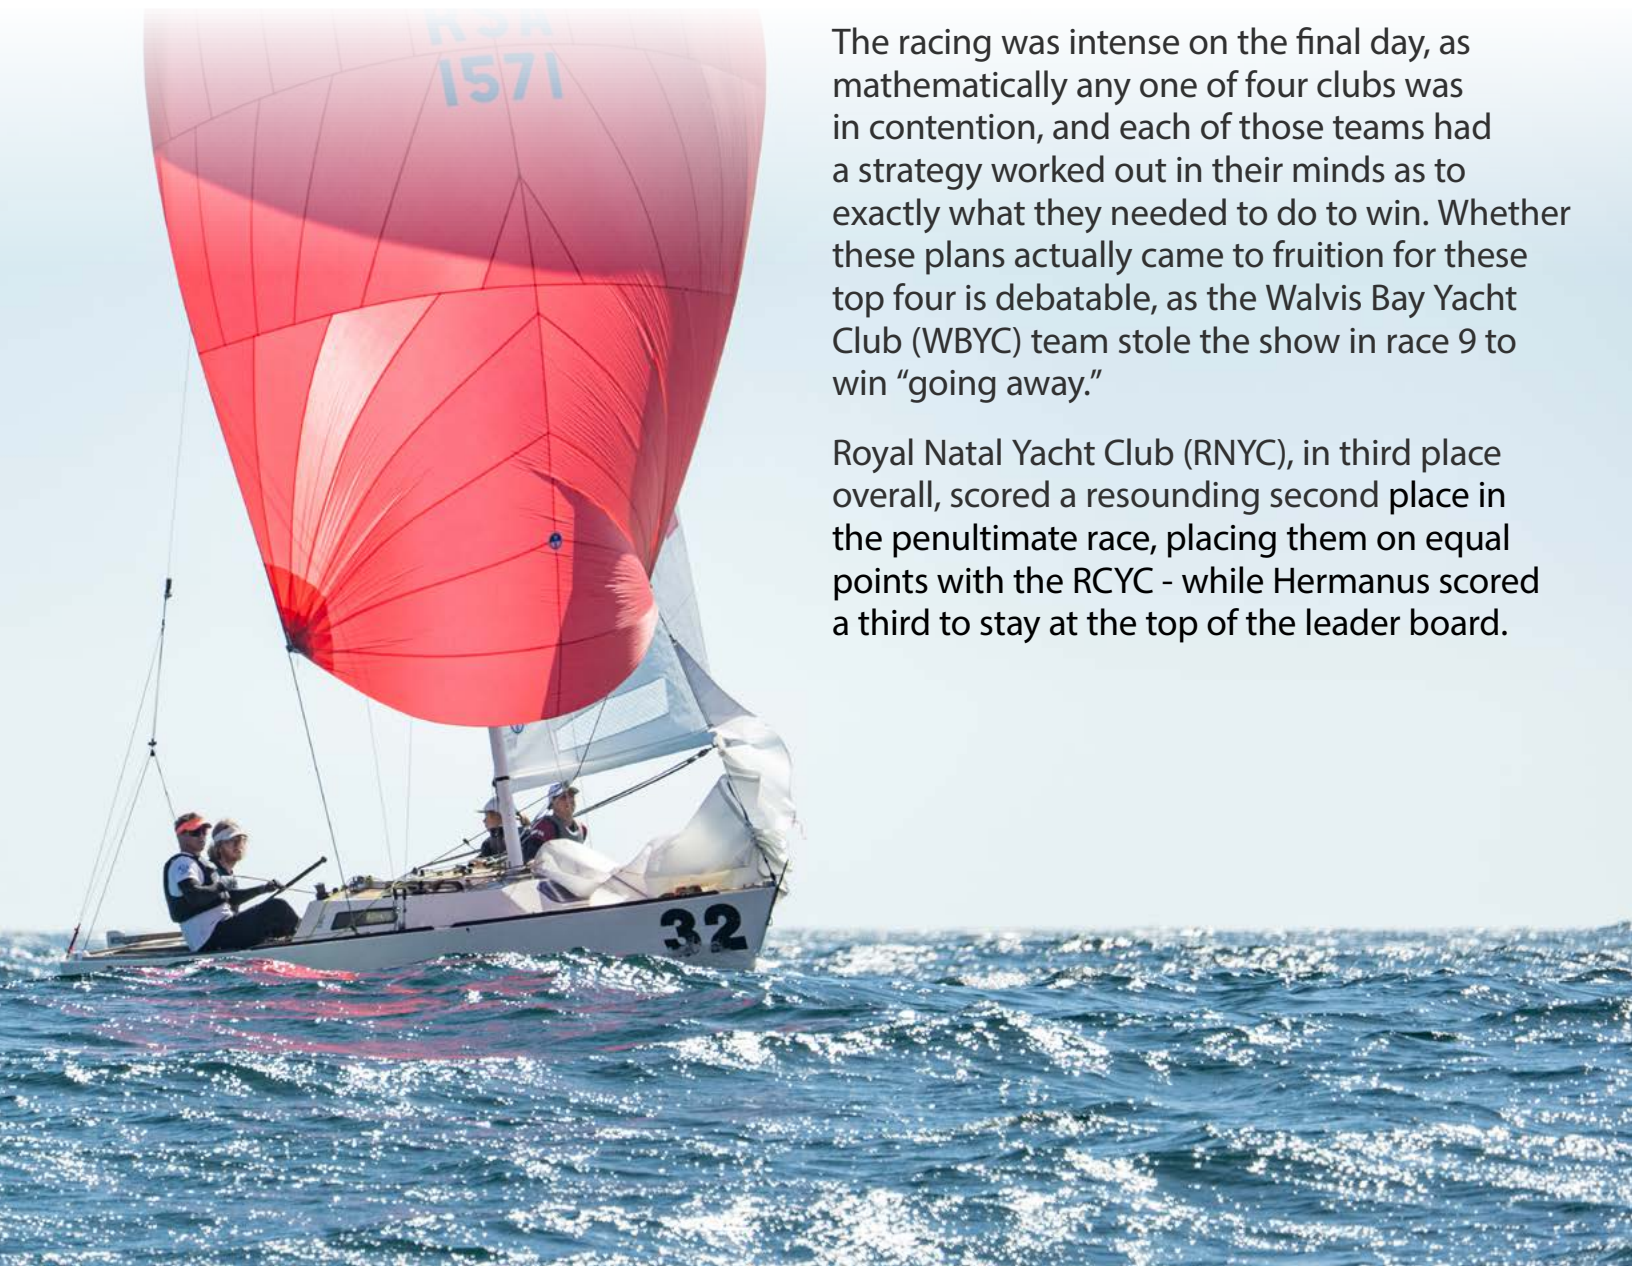 RSA
1571
32
The racing was intense on the final day, as
mathematically any one of four clubs was
in contention, and each of those teams had
a strategy worked out in their minds as to
exactly what they needed to do to win. Whether
these plans actually came to fruition for these
top four is debatable, as the Walvis Bay Yacht
Club (WBYC) team stole the show in race 9 to
win “going away.”
Royal Natal Yacht Club (RNYC), in third place
overall, scored a resounding second place in
the penultimate race, placing them on equal
points with the RCYC - while Hermanus scored
a third to stay at the top of the leader board.